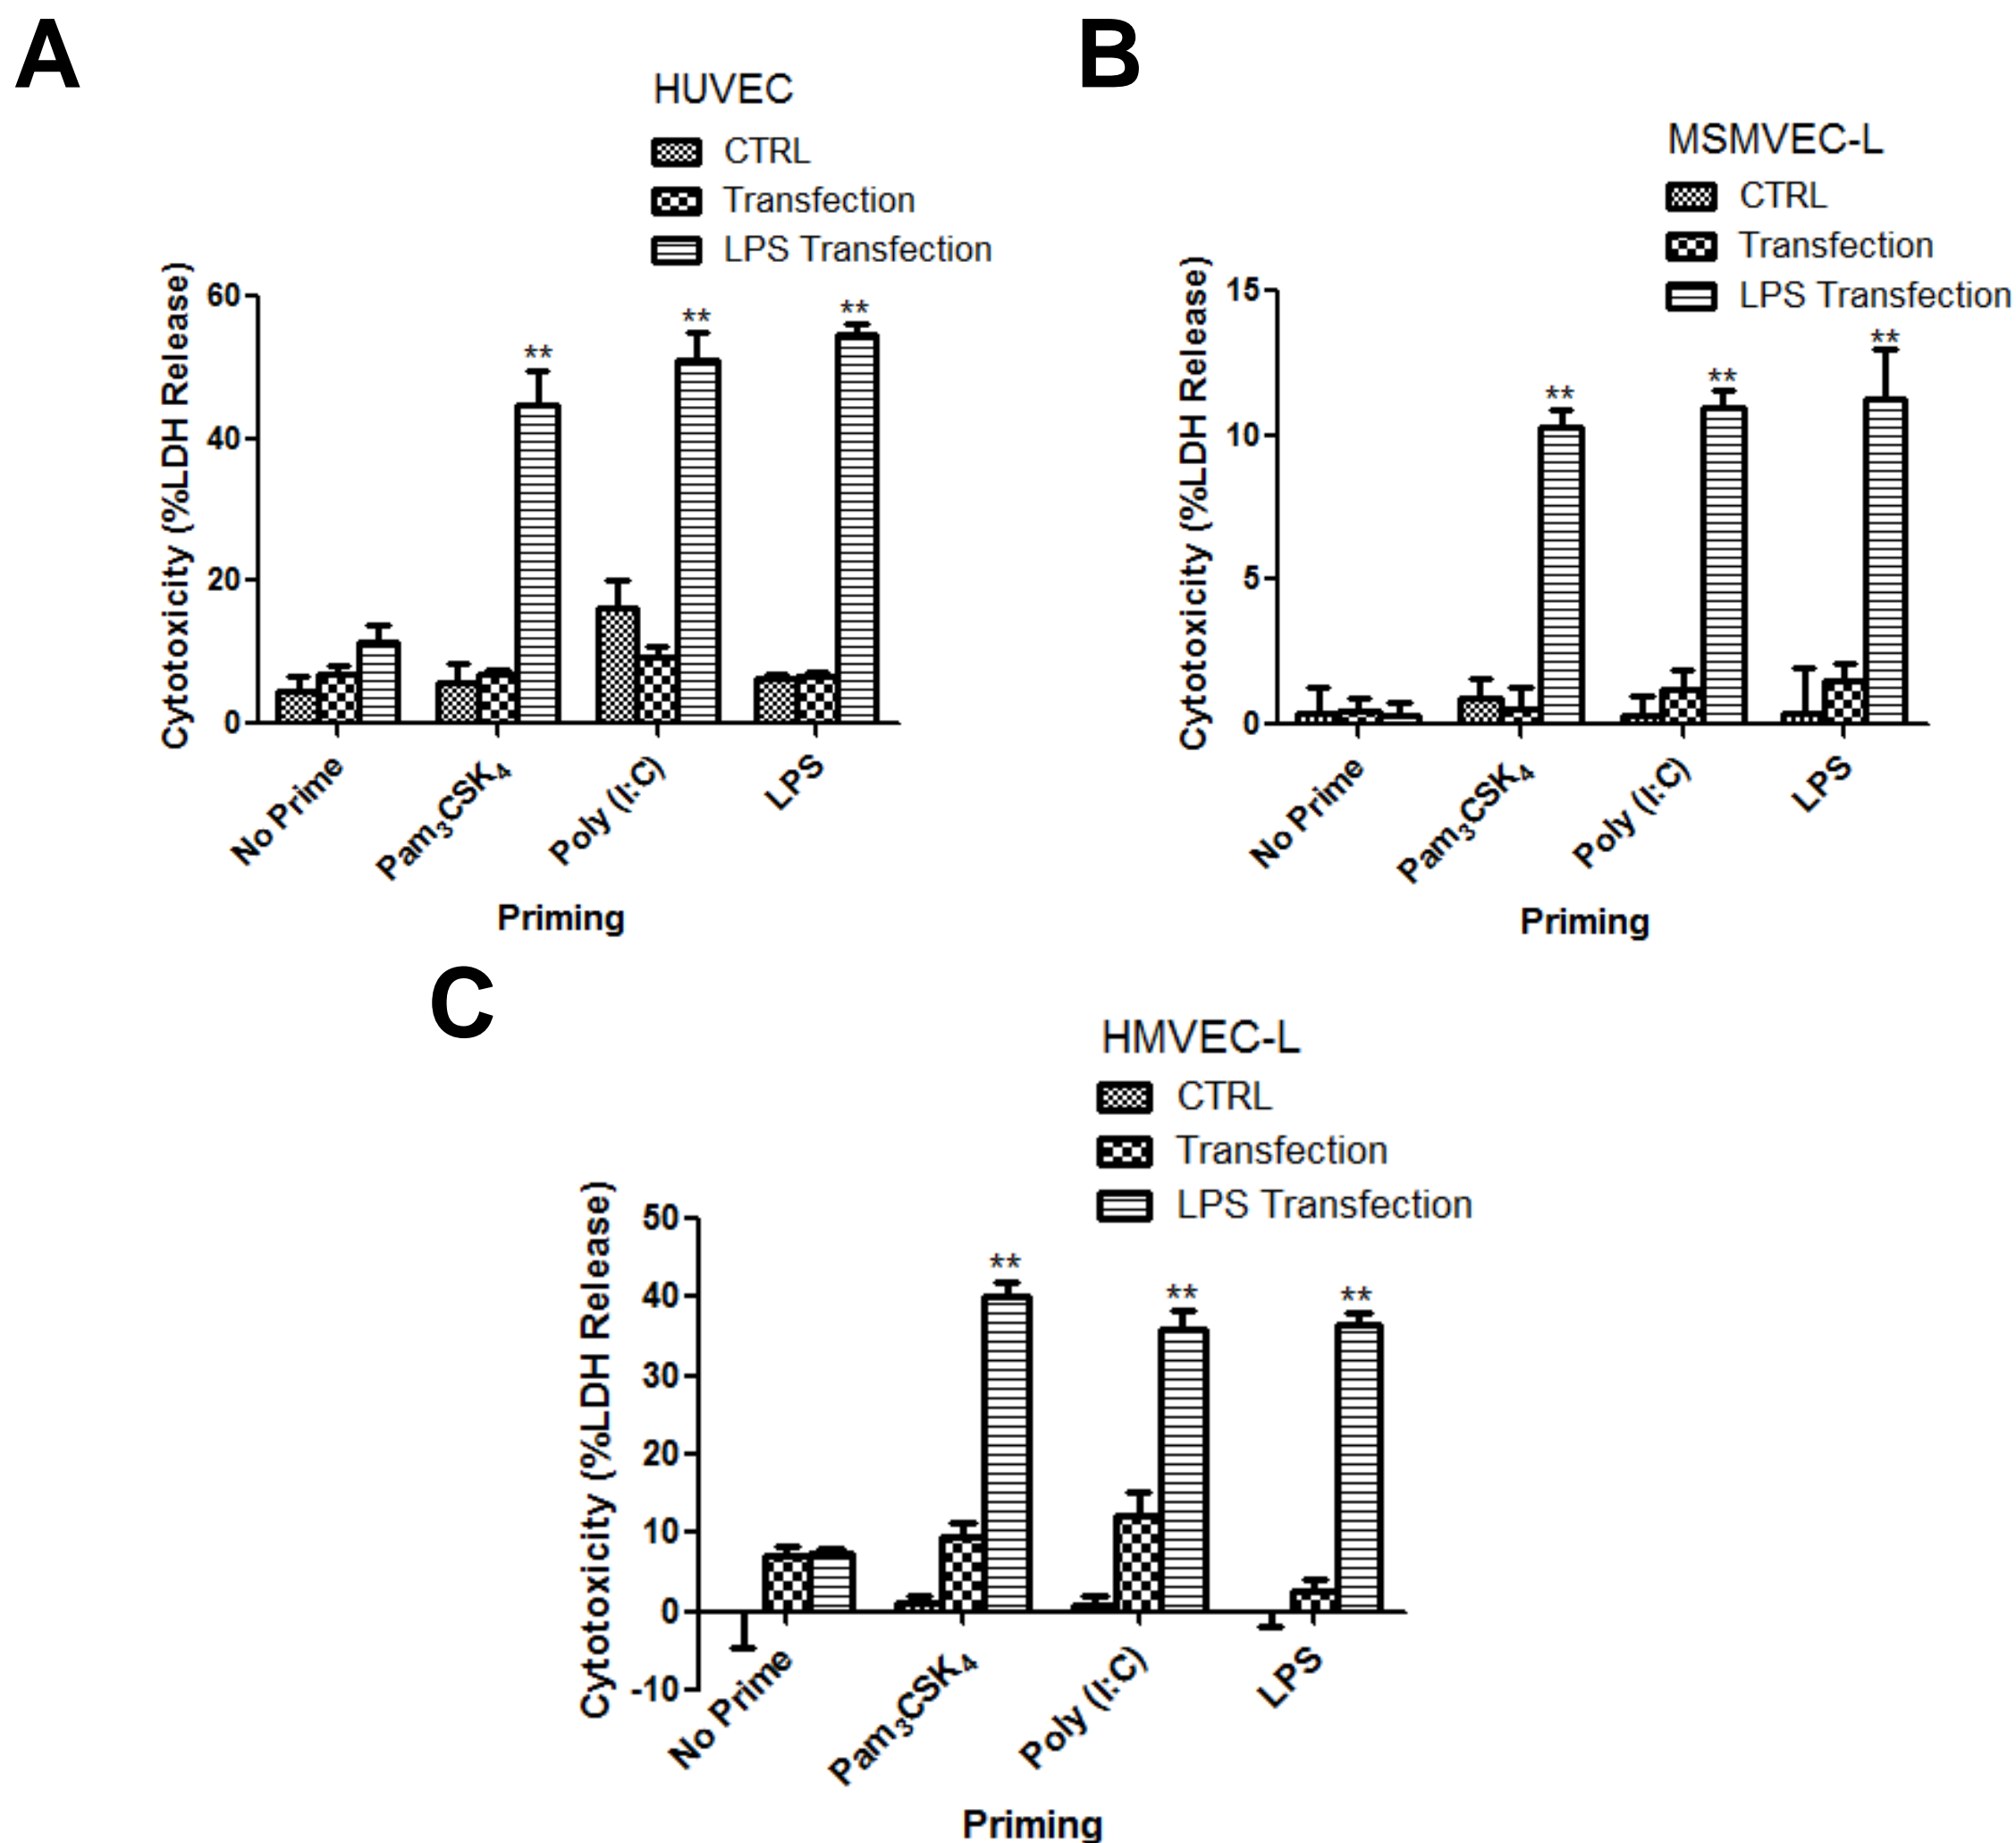 A
HUVEC
CTRL
Transfection
LPS Transfection
Cytotoxicity (%LDH Release)
60
40
20
0
No Prime
Pam₃CSK₄
Poly (I:C)
LPS
Priming
B
MSMVEC-L
CTRL
Transfection
LPS Transfection
Cytotoxicity (%LDH Release)
15
10
5
0
**
**
**
**
**
**
No Prime
Pam₃CSK₄
Poly (I:C)
LPS
Priming
C
HMVEC-L
CTRL
Transfection
LPS Transfection
Cytotoxicity (%LDH Release)
50
40
30
20
10
0
-10
**
**
**
No Prime
Pam₃CSK₄
Poly (I:C)
LPS
Priming